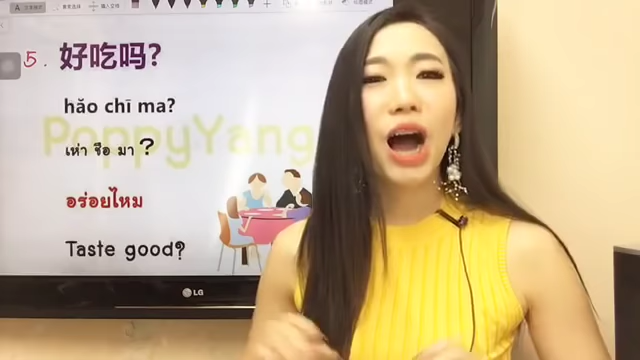 5. 好吃吗?
hǎo chī ma?
PoppyYang
เห่า ชือ มา ?
อร่อยไหม
Taste good?
LG